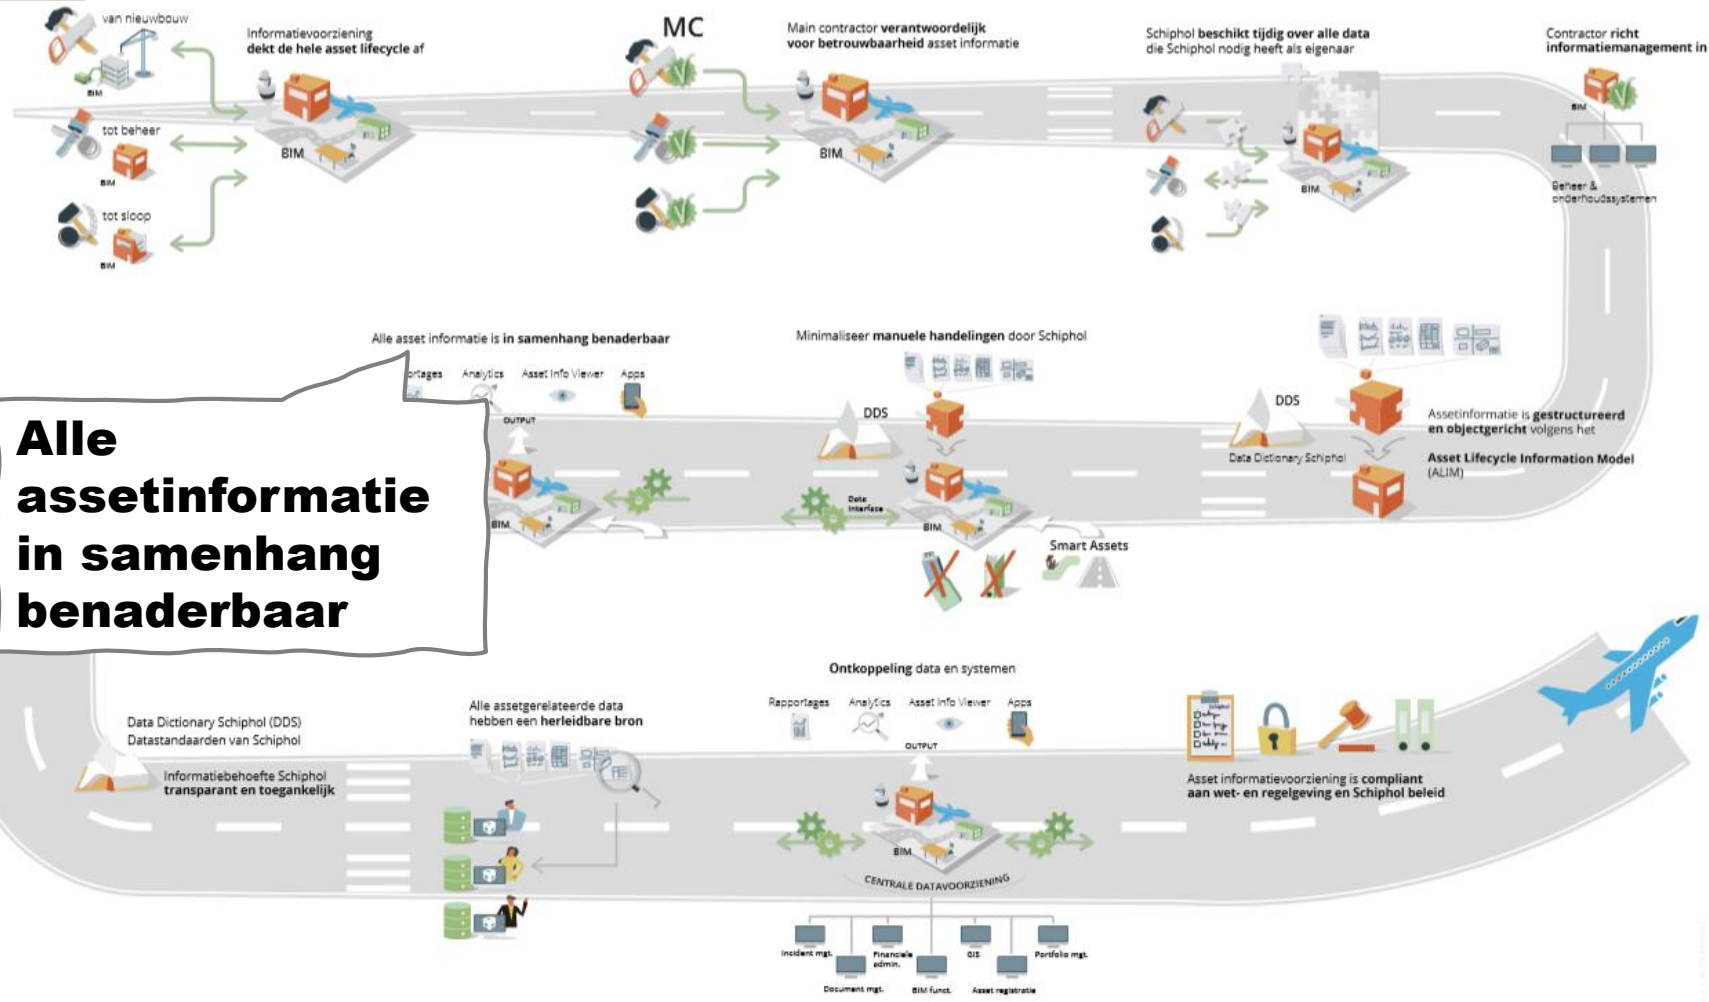 van nieuwbouw
BIM
tot beheer
BIM
tot sloop
BIM
Informatievoorziening
dekt de hele asset lifecycle af
BIM
MC
Main contractor verantwoordelijk
voor betrouwbaarheid asset informatie
BIM
Schiphol beschikt tijdig over alle data
die Schiphol nodig heeft als eigenaar
BIM
Contractor richt
informatiemanagement in
BIM
Beheer &
onderhoudssystemen
Alle asset informatie is in samenhang benaderbaar
ortages Analytics Asset Info Viewer Apps
OUTPUT
BIM
Alle
assetinformatie
in samenhang
benaderbaar
Minimaliseer manuele handelingen door Schiphol
DDS
Data
Interface
BIM
Smart Assets
DDS
Data Dictionary Schiphol
Assetinformatie is gestructureerd
en objectgericht volgens het
Asset Lifecycle Information Model
(ALIM)
Data Dictionary Schiphol (DDS)
Datastandaarden van Schiphol
Informatiebehoefte Schiphol
transparant en toegankelijk
Alle assetgerelateerde data
hebben een herleidbare bron
Ontkoppeling data en systemen
Rapportages Analytics Asset Info Viewer Apps
OUTPUT
BIM
CENTRALE DATAVOORZIENING
Incident mgt.
Document mgt.
Financiele
admin.
BIM funct.
GIS
Asset registratie
Portfolio mgt.
Schiphol
Asset informatievoorziening is compliant
aan wet- en regelgeving en Schiphol beleid